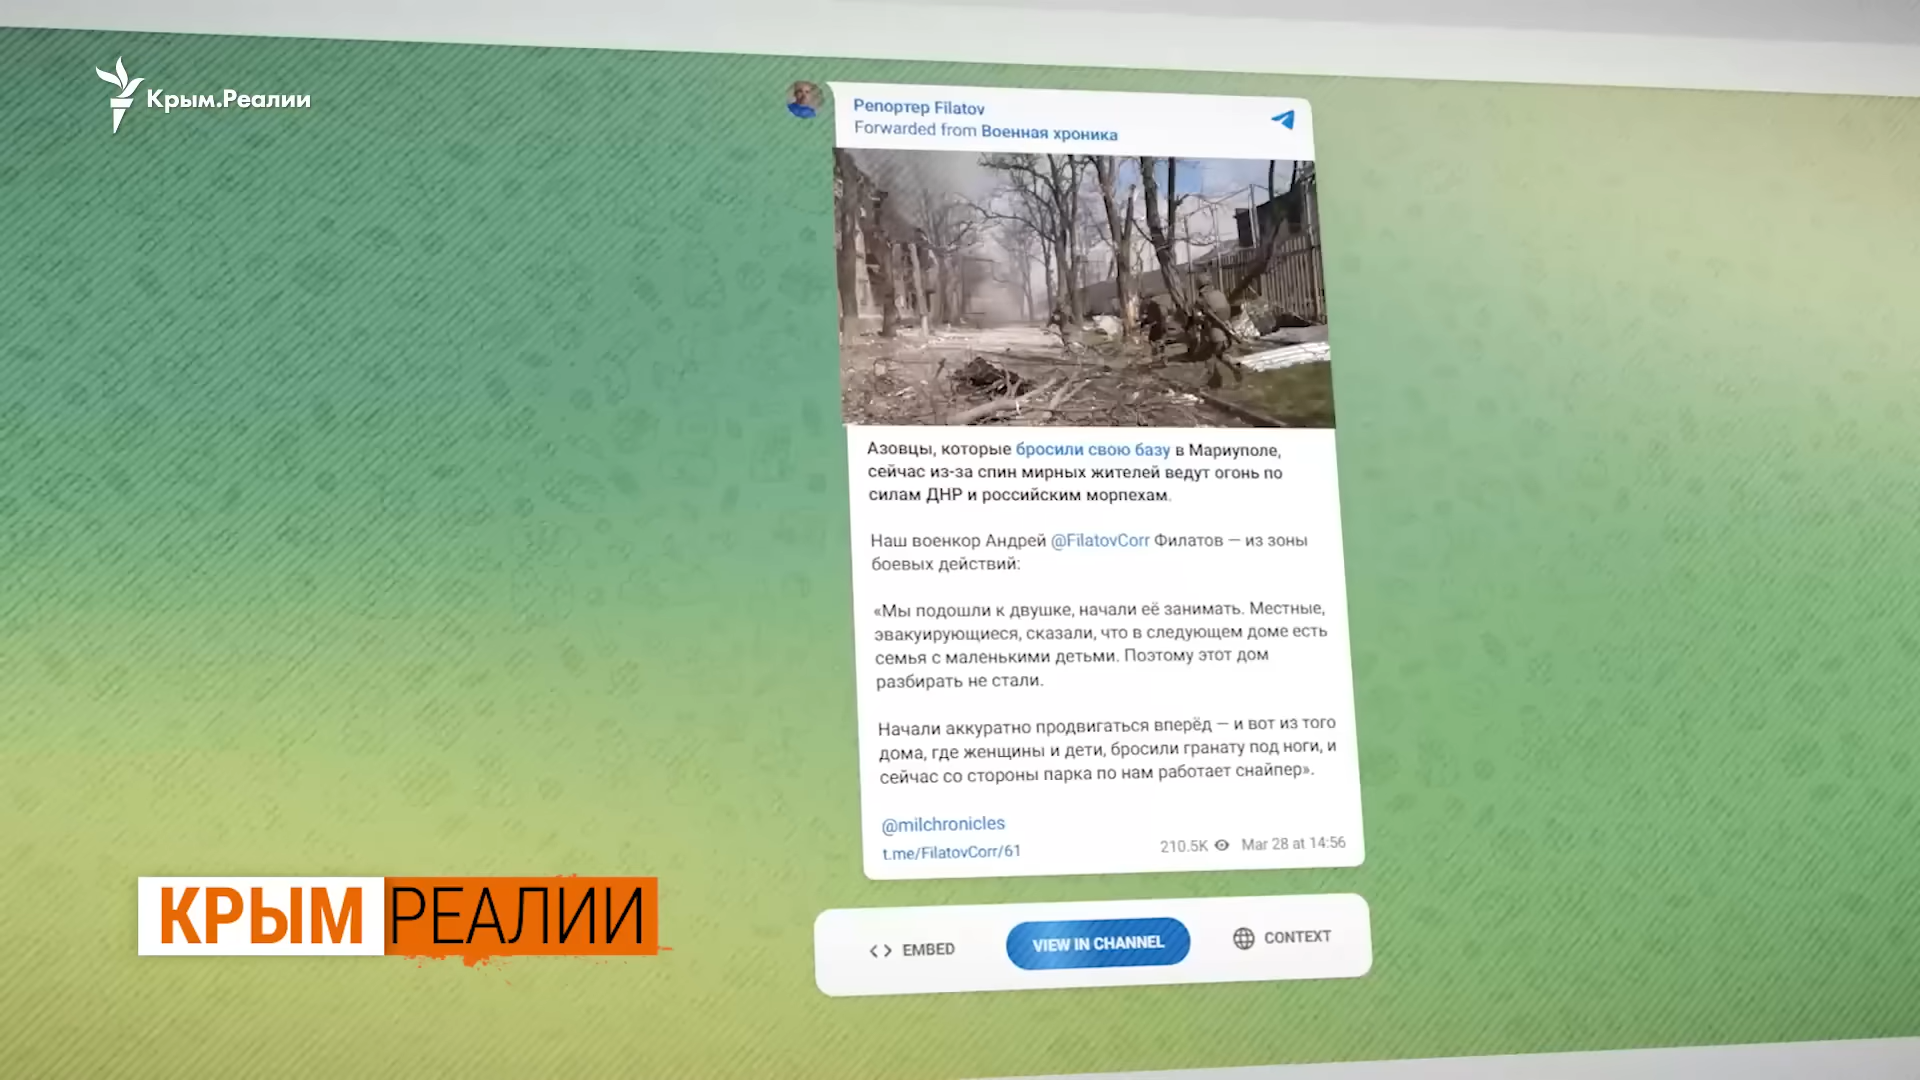 Крым.Реалии
Репортер Filatov
Forwarded from Военная хроника
Азовцы, которые бросили свою базу в Мариуполе,
сейчас из-за спин мирных жителей ведут огонь по
силам ДНР и российским морпехам.
Наш военкор Андрей @FilatovCorr Филатов — из зоны
боевых действий:
«Мы подошли к двушке, начали её занимать. Местные,
эвакуирующиеся, сказали, что в следующем доме есть
семья с маленькими детьми. Поэтому этот дом
разбирать не стали.
Начали аккуратно продвигаться вперёд — и вот из того
дома, где женщины и дети, бросили гранату под ноги, и
сейчас со стороны парка по нам работает снайпер».
@milchronicles
t.me/FilatovCorr/61
210.5K Mar 28 at 14:56
EMBED
VIEW IN CHANNEL
CONTEXT
КРЫМ РЕАЛИИ